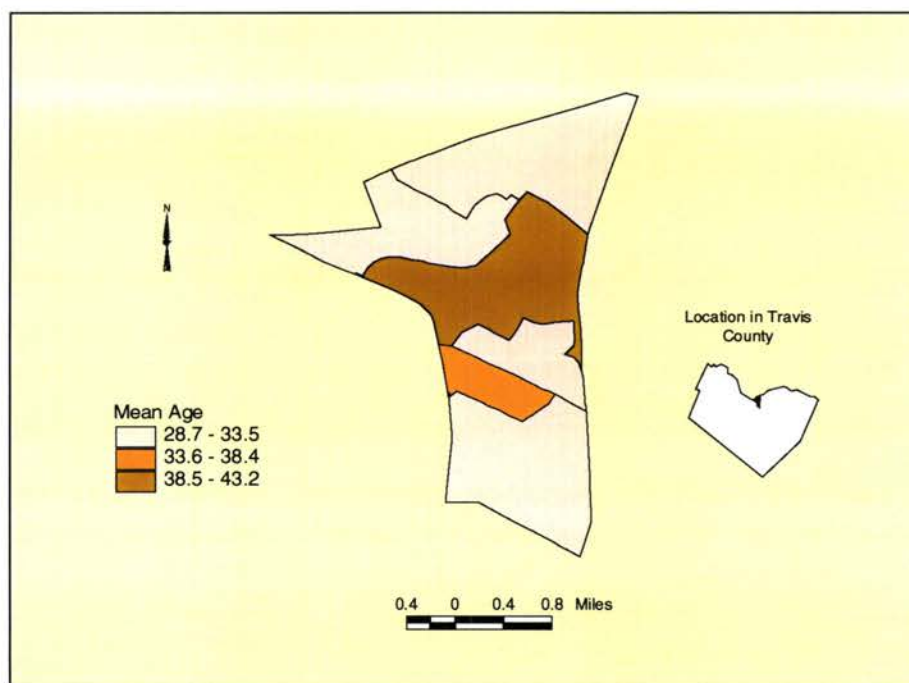 N
Location in Travis
County
Mean Age
28.7 - 33.5
33.6 - 38.4
38.5 - 43.2
0.4 0 0.4 0.8 Miles